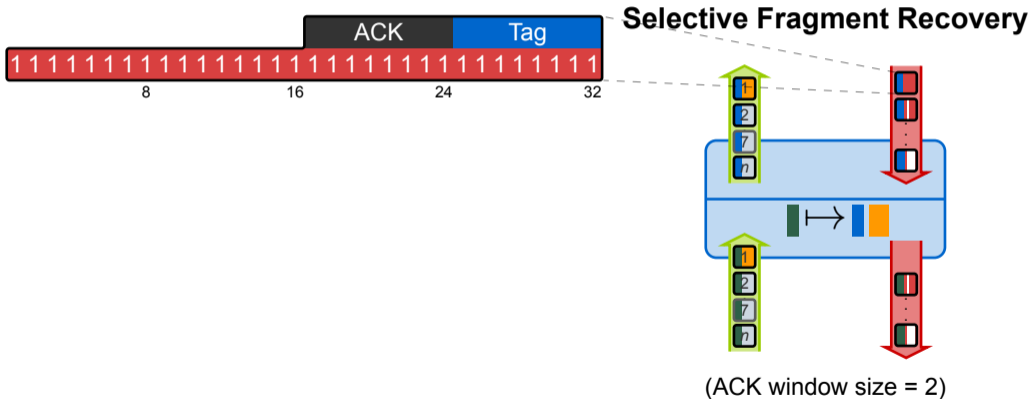 Selective Fragment Recovery
ACK Tag
1 1 1 1 1 1 1 1 1 1 1 1 1 1 1 1 1 1 1 1 1 1 1 1 1 1 1 1 1 1 1 1
8 16 24 32
1
2
7
n
1
2
7
n
(ACK window size = 2)